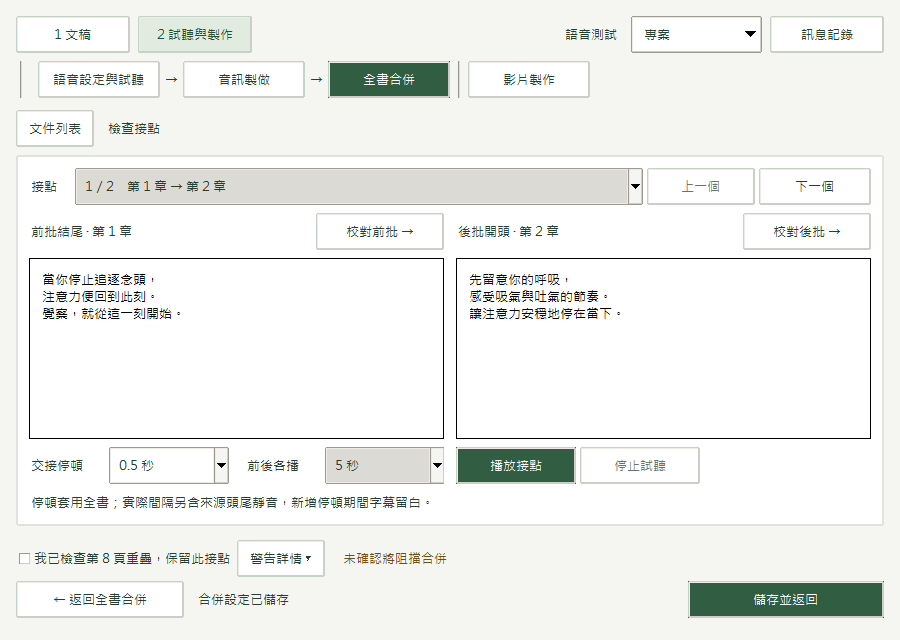 1 文稿
2 試聽與製作
語音測試
專案
訊息記錄
語音設定與試聽
→
音訊製做
→
全書合併
影片製作
文件列表
檢查接點
接點
1 / 2 第 1 章 → 第 2 章
上一個
下一個
前批結尾 · 第 1 章
校對前批 →
後批開頭 · 第 2 章
校對後批 →
當你停止追逐念頭，
注意力便回到此刻。
覺察，就從這一刻開始。
先留意你的呼吸，
感受吸氣與吐氣的節奏。
讓注意力安穩地停在當下。
交接停頓
0.5 秒
前後各播
5 秒
播放接點
停止試聽
停頓套用全書；實際間隔另含來源頭尾靜音，新增停頓期間字幕留白。
我已檢查第 8 頁重疊，保留此接點
警告詳情 ▾
未確認將阻擋合併
← 返回全書合併
合併設定已儲存
儲存並返回